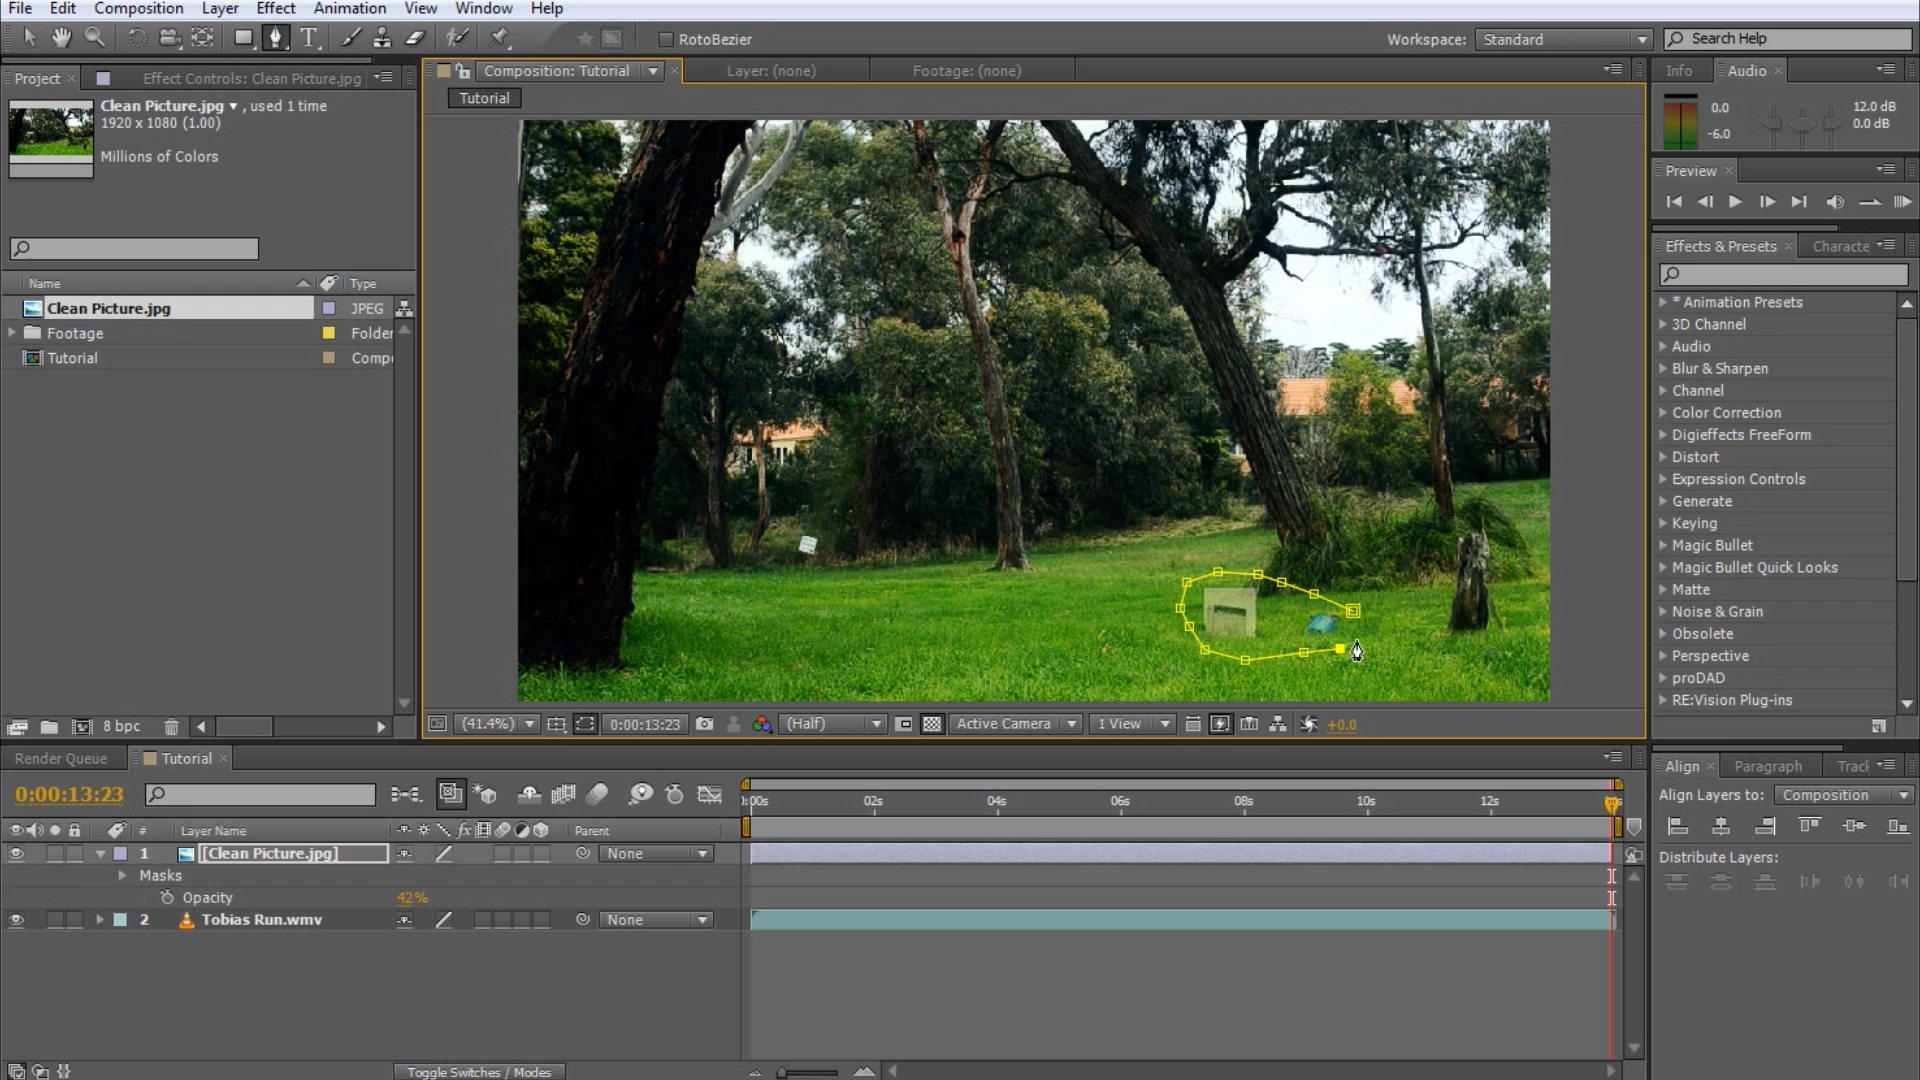 File Edit Composition Layer Effect Animation View Window Help
RotoBezier
Workspace: Standard
Search Help
Project
Effect Controls: Clean Picture.jpg
Composition: Tutorial
Layer: (none)
Footage: (none)
Info
Audio
Clean Picture.jpg , used 1 time
1920 x 1080 (1.00)
Millions of Colors
Tutorial
0.0
-6.0
12.0 dB
0.0 dB
Preview
Effects & Presets
Characte
Name
Type
Clean Picture.jpg
JPEG
Footage
Folder
Tutorial
Compo
* Animation Presets
3D Channel
Audio
Blur & Sharpen
Channel
Color Correction
Digieffects FreeForm
Distort
Expression Controls
Generate
Keying
Magic Bullet
Magic Bullet Quick Looks
Matte
Noise & Grain
Obsolete
Perspective
proDAD
RE:Vision Plug-ins
8 bpc
(41.4%)
0:00:13:23
(Half)
Active Camera
1 View
+0.0
Render Queue
Tutorial
Align
Paragraph
Track
0:00:13:23
:00s 02s 04s 06s 08s 10s 12s
Align Layers to: Composition
# Layer Name
fx
Parent
1 [Clean Picture.jpg]
None
Distribute Layers:
Masks
Opacity
42%
2 Tobias Run.wmv
None
Toggle Switches / Modes